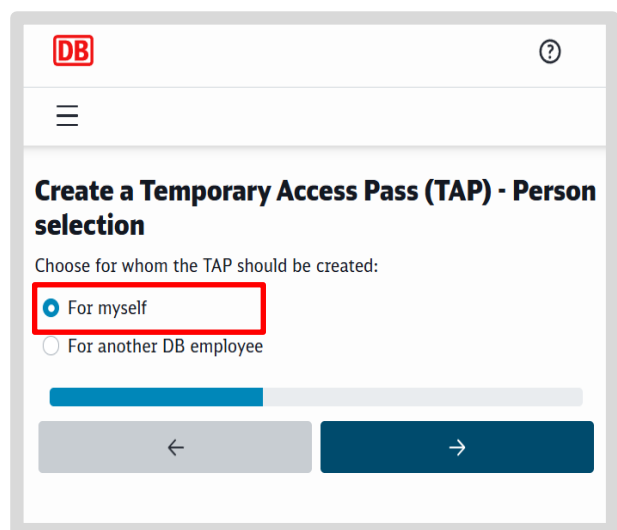 DB
Create a Temporary Access Pass (TAP) - Person
selection
Choose for whom the TAP should be created:
For myself
For another DB employee